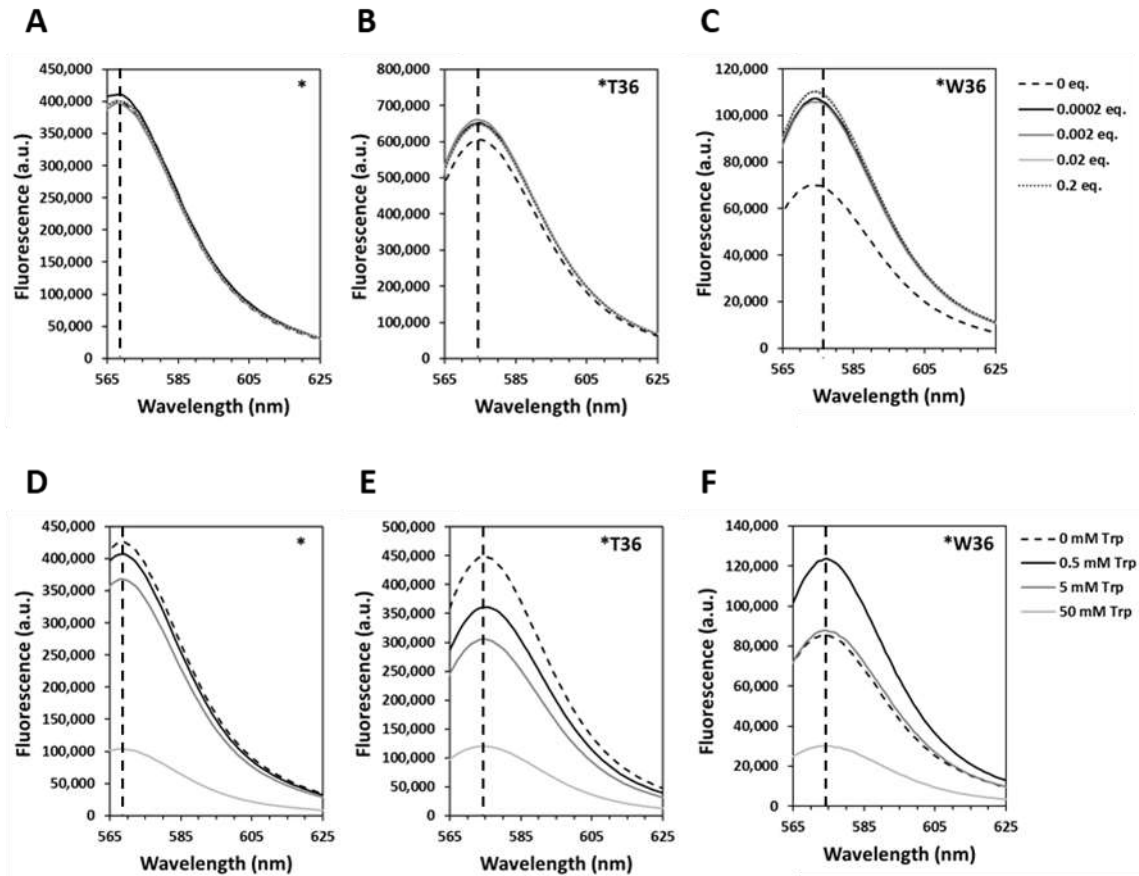 A
B
C
Fluorescence (a.u.)
450,000
400,000
350,000
300,000
250,000
200,000
150,000
100,000
50,000
0
*
565 585 605 625
Wavelength (nm)
Fluorescence (a.u.)
800,000
700,000
600,000
500,000
400,000
300,000
200,000
100,000
0
*T36
565 585 605 625
Wavelength (nm)
Fluorescence (a.u.)
120,000
100,000
80,000
60,000
40,000
20,000
0
*W36
565 585 605 625
Wavelength (nm)
0 eq.
0.0002 eq.
0.002 eq.
0.02 eq.
0.2 eq.
D
E
F
Fluorescence (a.u.)
450,000
400,000
350,000
300,000
250,000
200,000
150,000
100,000
50,000
0
*
565 585 605 625
Wavelength (nm)
Fluorescence (a.u.)
500,000
450,000
400,000
350,000
300,000
250,000
200,000
150,000
100,000
50,000
0
*T36
565 585 605 625
Wavelength (nm)
Fluorescence (a.u.)
140,000
120,000
100,000
80,000
60,000
40,000
20,000
0
*W36
565 585 605 625
Wavelength (nm)
0 mM Trp
0.5 mM Trp
5 mM Trp
50 mM Trp